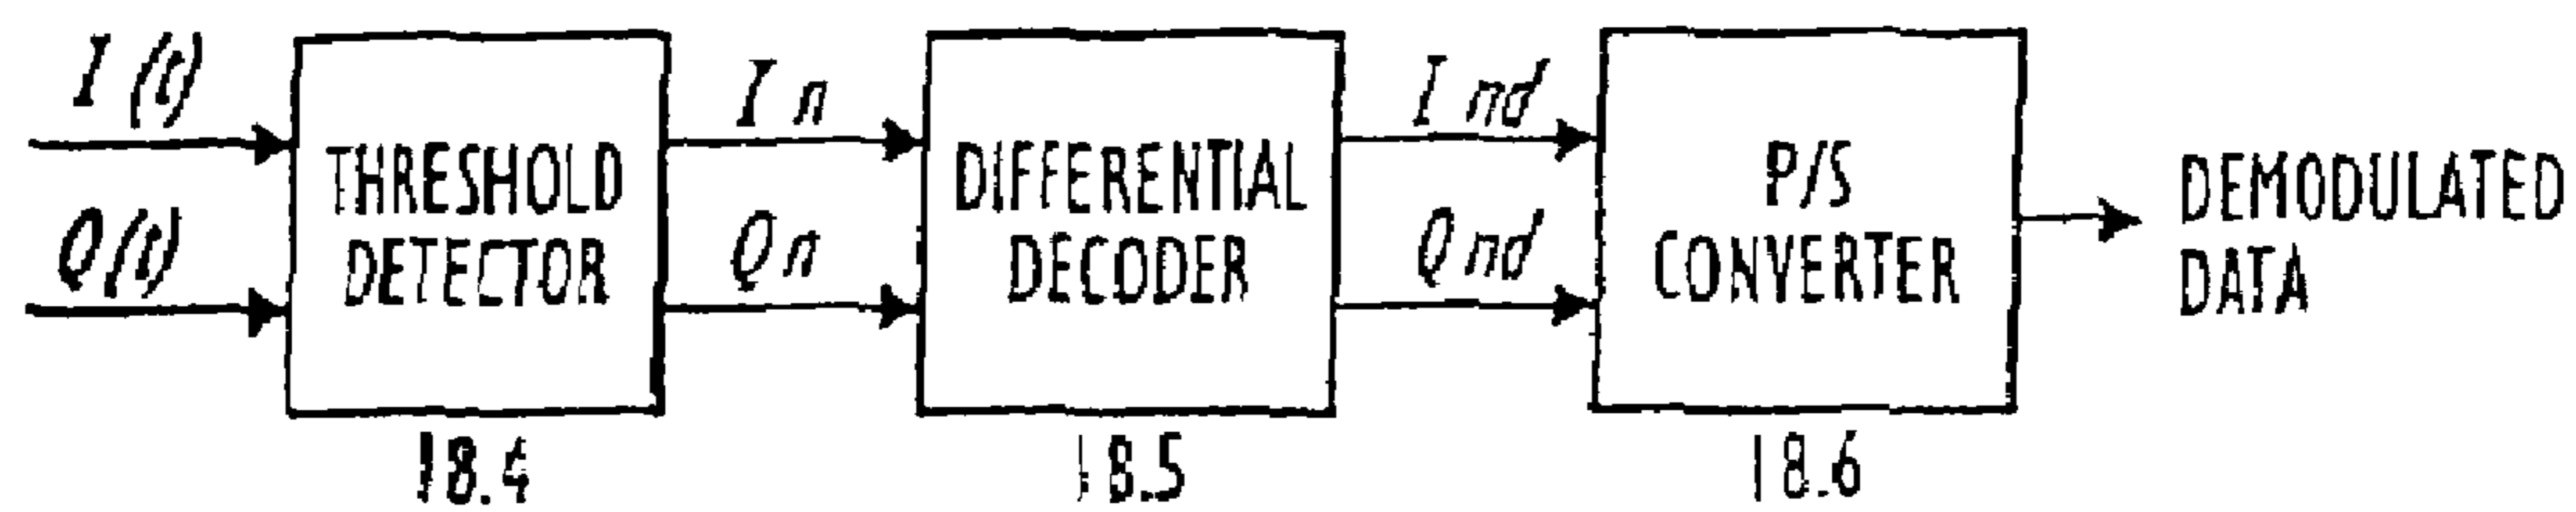 I (t)
Q(t)
THRESHOLD
DETECTOR
18.4
I n
Q n
DIFFERENTIAL
DECODER
18.5
I nd
Q nd
P/S
CONVERTER
18.6
DEMODULATED
DATA